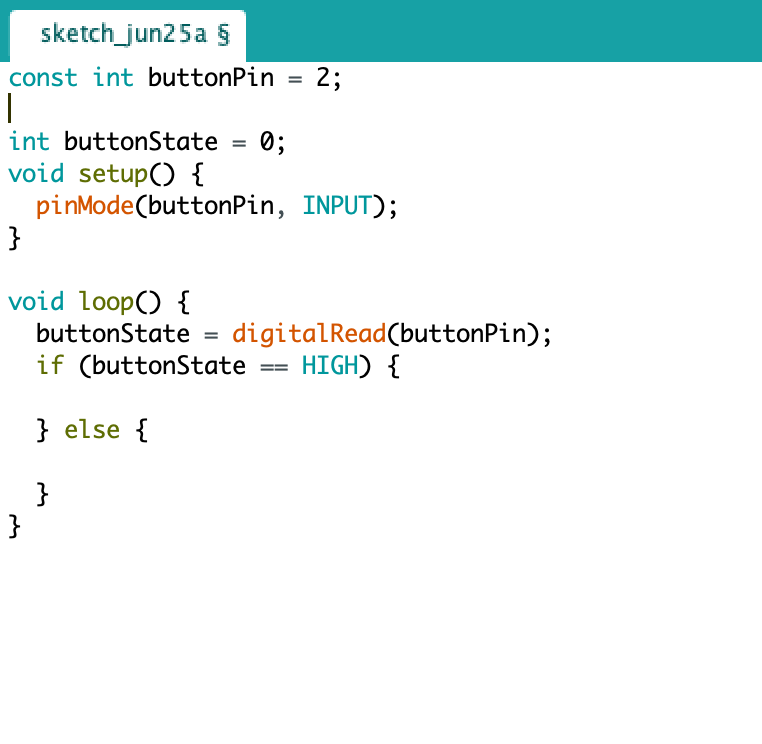 sketch_jun25a §
const int buttonPin = 2;
int buttonState = 0;
void setup() {
  pinMode(buttonPin, INPUT);
}
void loop() {
  buttonState = digitalRead(buttonPin);
  if (buttonState == HIGH) {
  } else {
  }
}